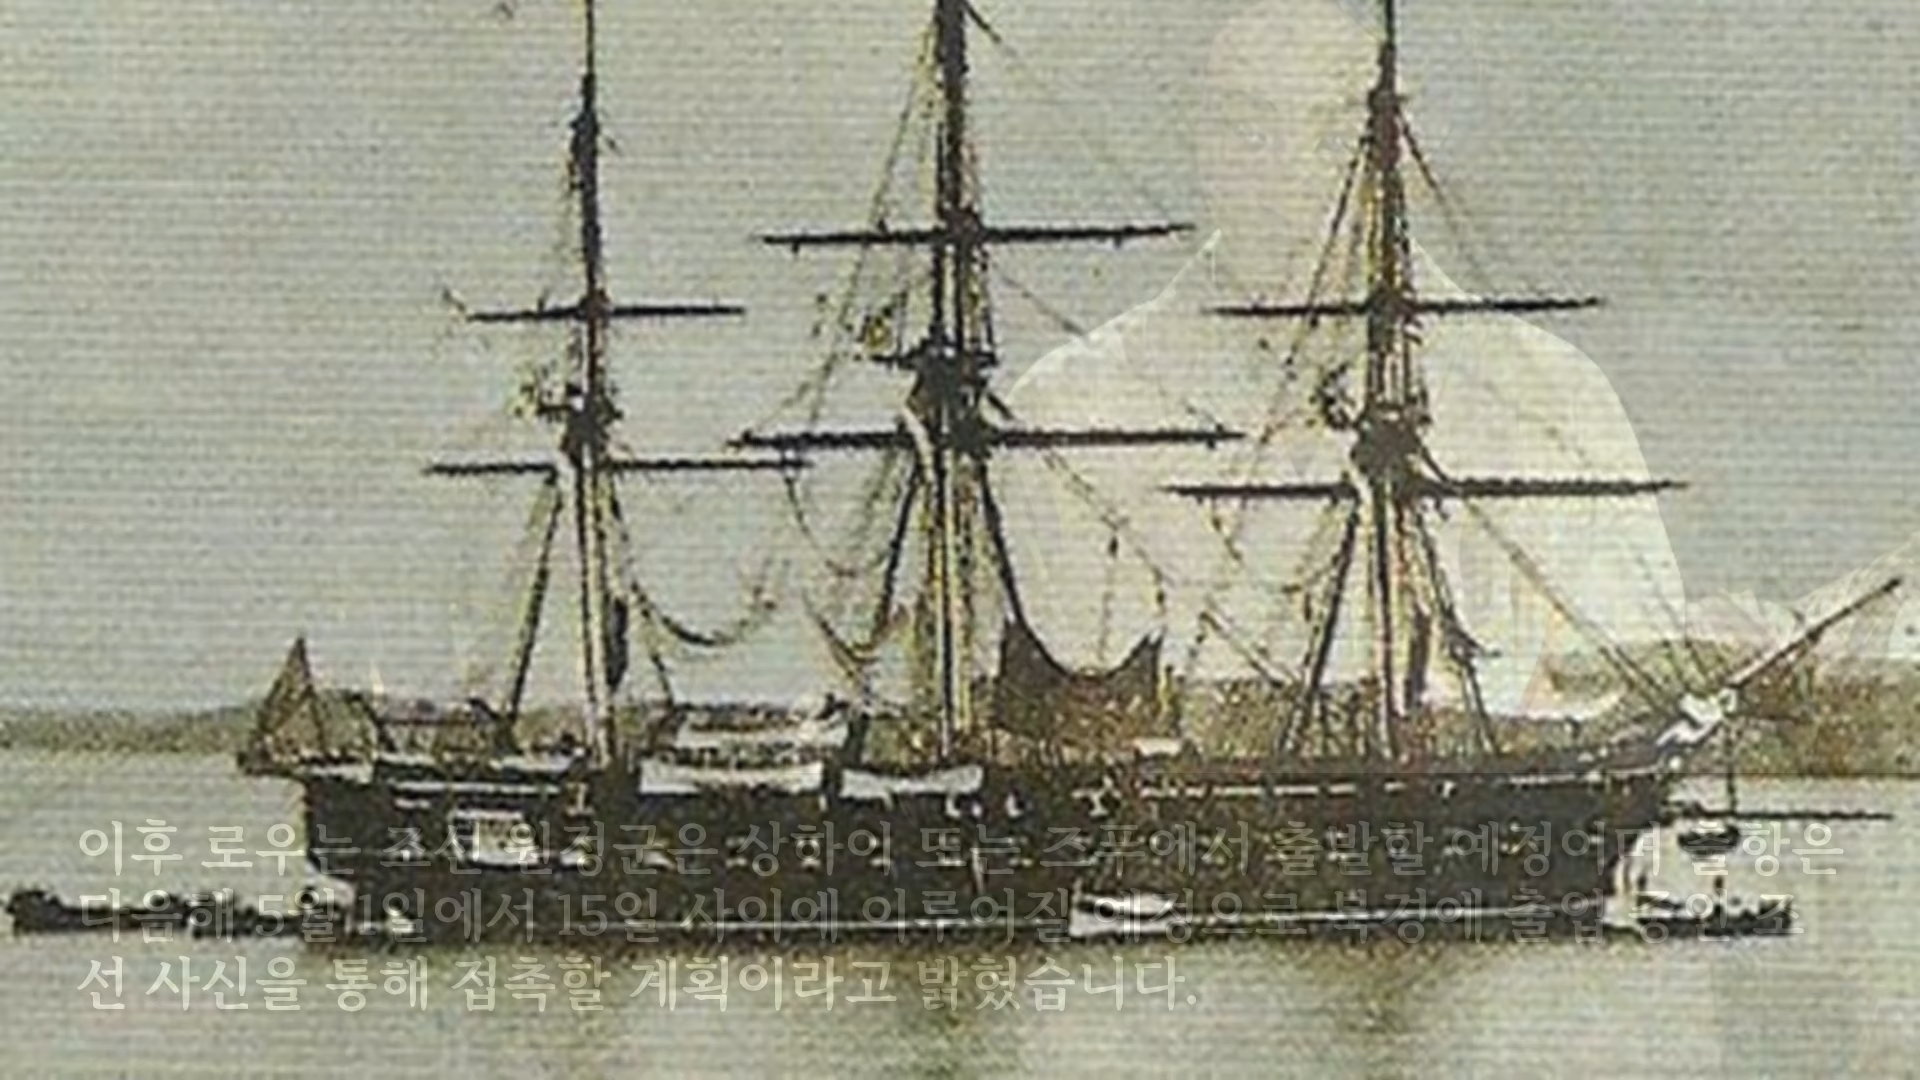 이후 로우는 조선 원정군은 상하이 또는 즈푸에서 출발할 예정이며 출항은
다음해 5월 1일에서 15일 사이에 이루어질 예정으로 북경에 출입 중인 조
선 사신을 통해 접촉할 계획이라고 밝혔습니다.